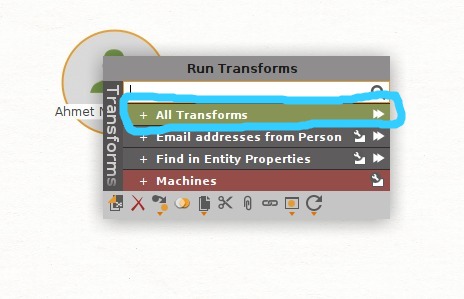 Run Transforms
Transforms
+ All Transforms
Ahmet
+ Email addresses from Person
+ Find in Entity Properties
+ Machines